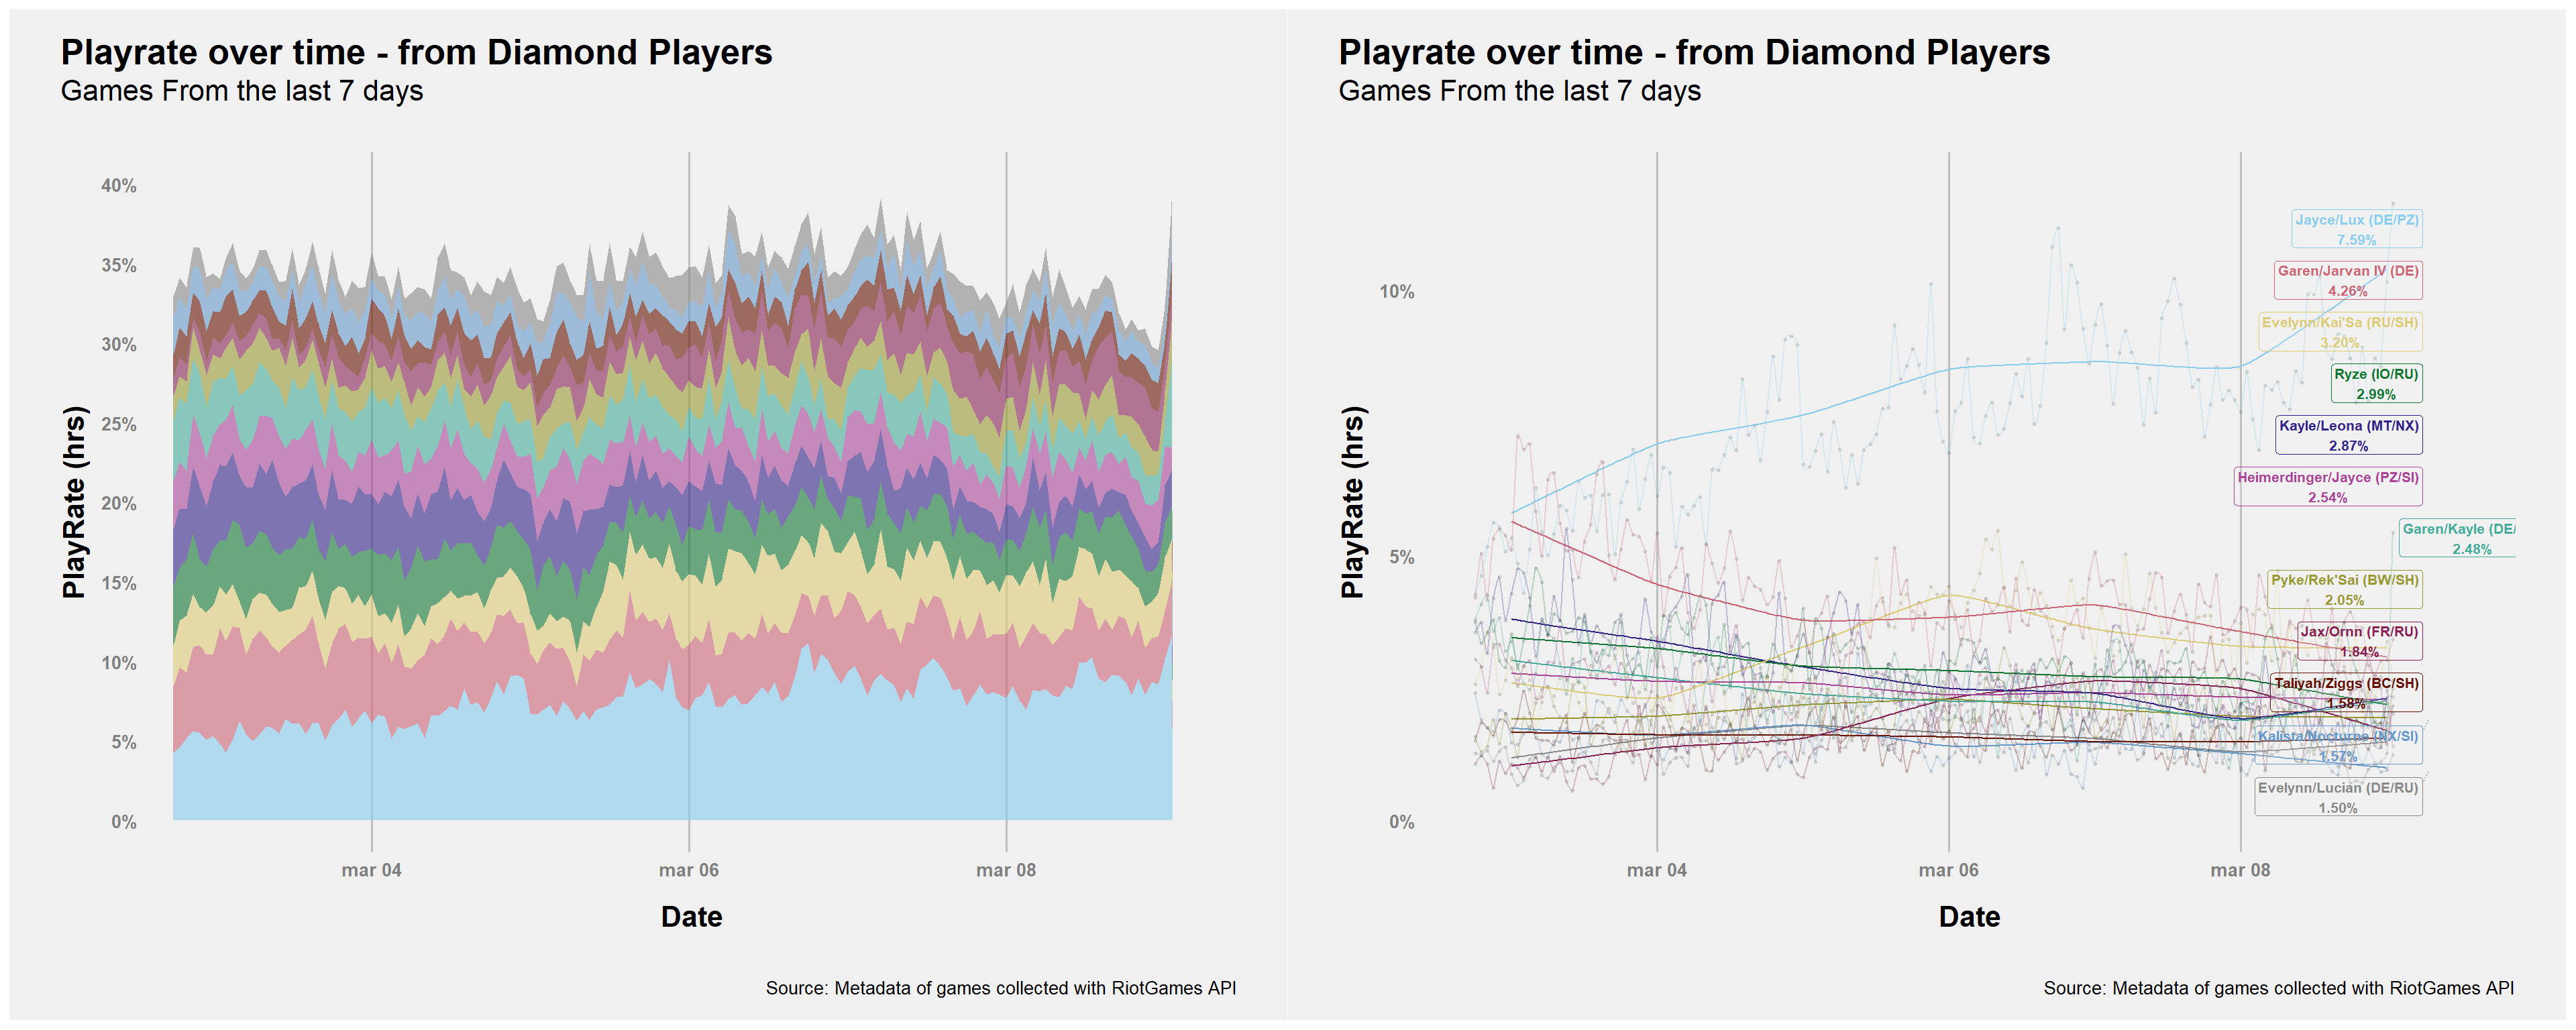 Playrate over time - from Diamond Players
Games From the last 7 days
PlayRate (hrs)
40%
35%
30%
25%
20%
15%
10%
5%
0%
mar 04
mar 06
mar 08
Date
Source: Metadata of games collected with RiotGames API
Playrate over time - from Diamond Players
Games From the last 7 days
PlayRate (hrs)
10%
5%
0%
Jayce/Lux (DE/PZ)
7.59%
Garen/Jarvan IV (DE)
4.26%
Evelynn/Kai'Sa (RU/SH)
3.20%
Ryze (IO/RU)
2.99%
Kayle/Leona (MT/NX)
2.87%
Heimerdinger/Jayce (PZ/SI)
2.54%
Garen/Kayle (DE/
2.48%
Pyke/Rek'Sai (BW/SH)
2.05%
Jax/Ornn (FR/RU)
1.84%
Taliyah/Ziggs (BC/SH)
1.58%
Kalista/Nocturne (NX/SI)
1.57%
Evelynn/Lucian (DE/RU)
1.50%
mar 04
mar 06
mar 08
Date
Source: Metadata of games collected with RiotGames API